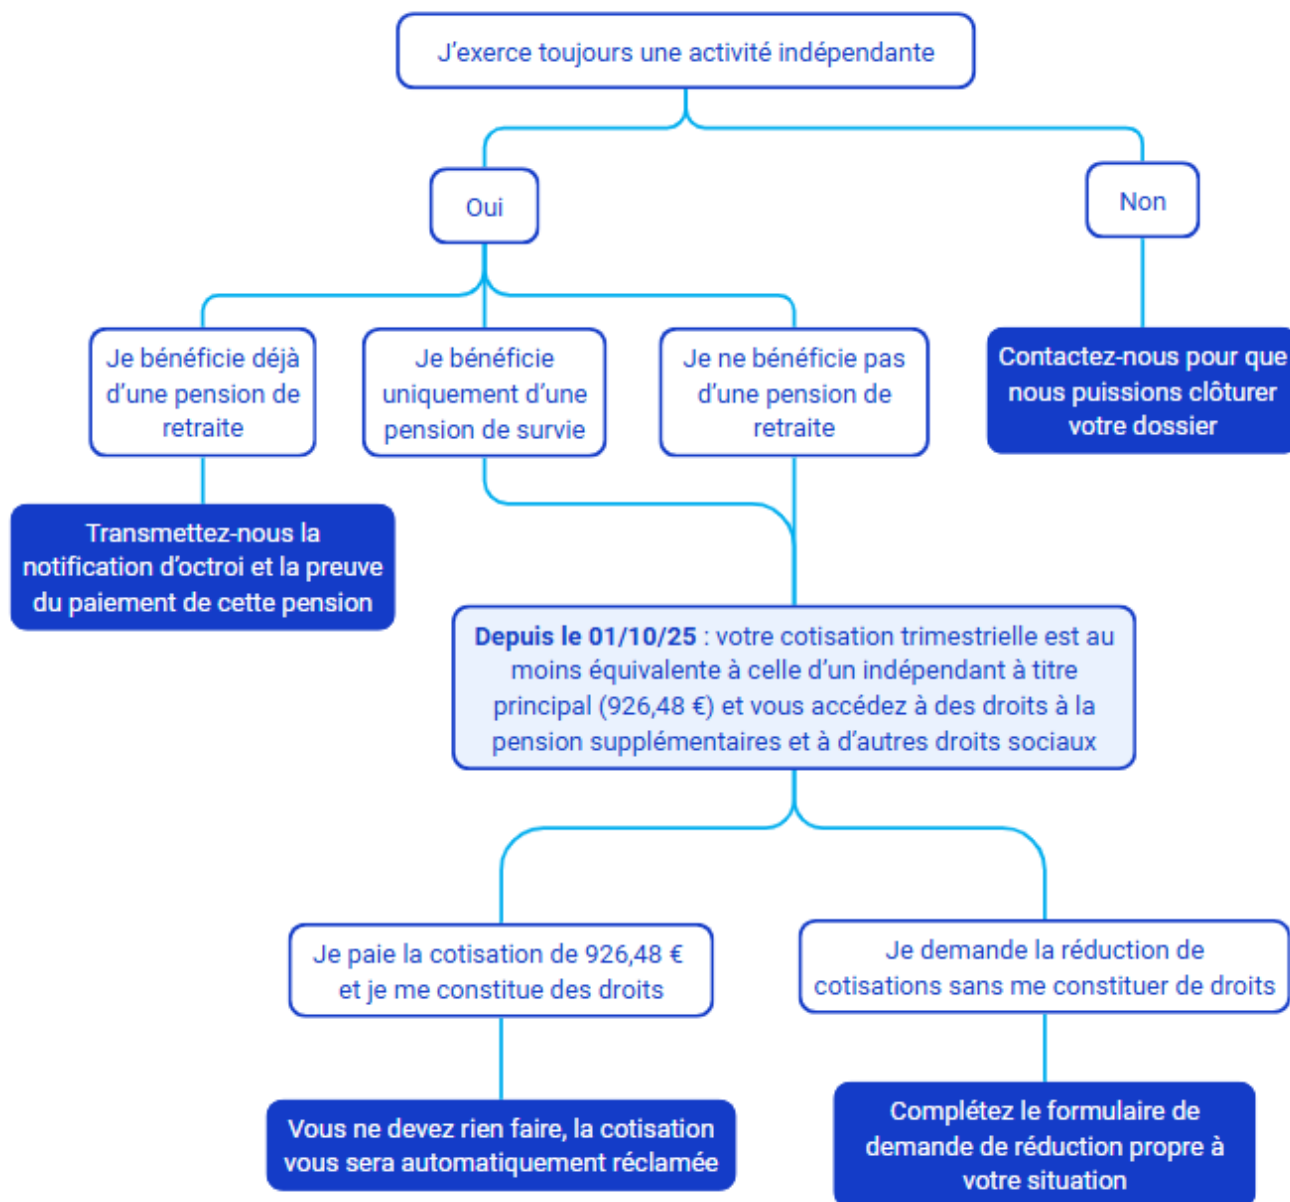 J'exerce toujours une activité indépendante
Oui
Non
Je bénéficie déjà
d'une pension de
retraite
Je bénéficie
uniquement d'une
pension de survie
Je ne bénéficie pas
d'une pension de
retraite
Contactez-nous pour que
nous puissions clôturer
votre dossier
Transmettez-nous la
notification d'octroi et la preuve
du paiement de cette pension
Depuis le 01/10/25 : votre cotisation trimestrielle est au
moins équivalente à celle d'un indépendant à titre
principal (926,48 €) et vous accédez à des droits à la
pension supplémentaires et à d'autres droits sociaux
Je paie la cotisation de 926,48 €
et je me constitue des droits
Je demande la réduction de
cotisations sans me constituer de droits
Vous ne devez rien faire, la cotisation
vous sera automatiquement réclamée
Complétez le formulaire de
demande de réduction propre à
votre situation